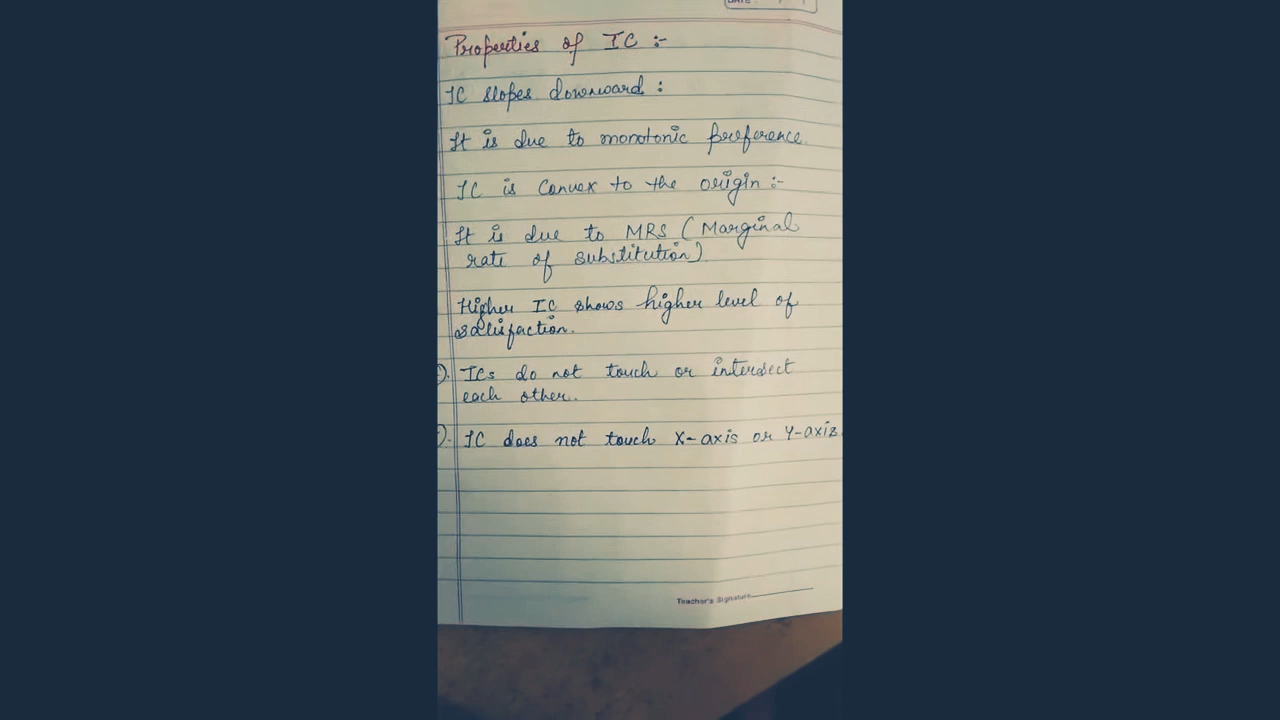 DATE
Properties of IC :-
IC slopes downward :
It is due to monotonic preference.
IC is Convex to the origin :-
It is due to MRS (Marginal
rate of substitution)
Higher IC shows higher level of
satisfaction.
). ICs do not touch or intersect
each other.
). IC does not touch X-axis or Y-axis.
Teacher's Signature